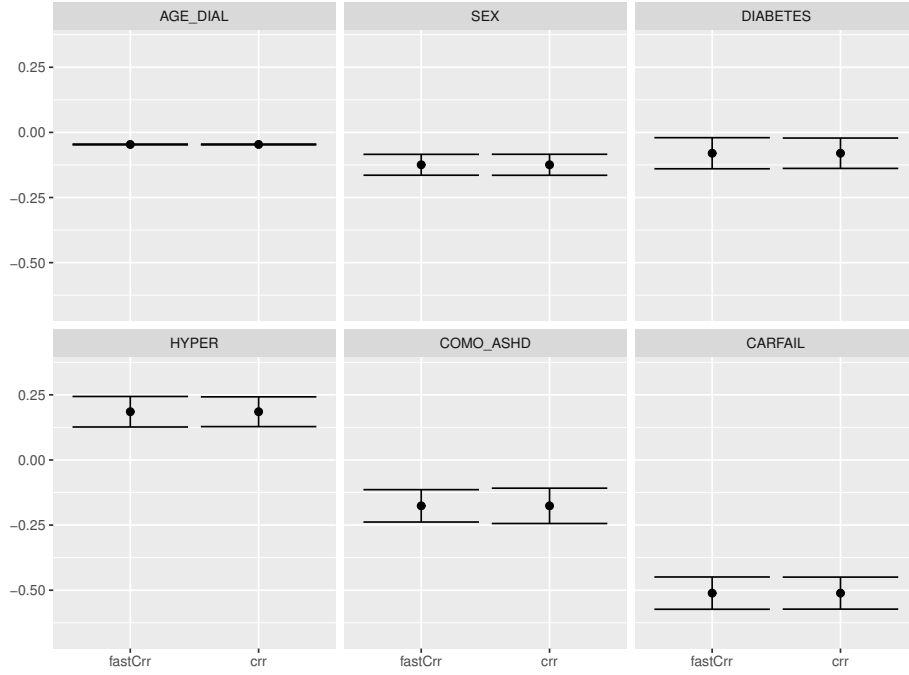 AGE_DIAL SEX DIABETES
0.25
0.00
−0.25
−0.50
HYPER COMO_ASHD CARFAIL
0.25
0.00
−0.25
−0.50
fastCrr crr fastCrr crr fastCrr crr